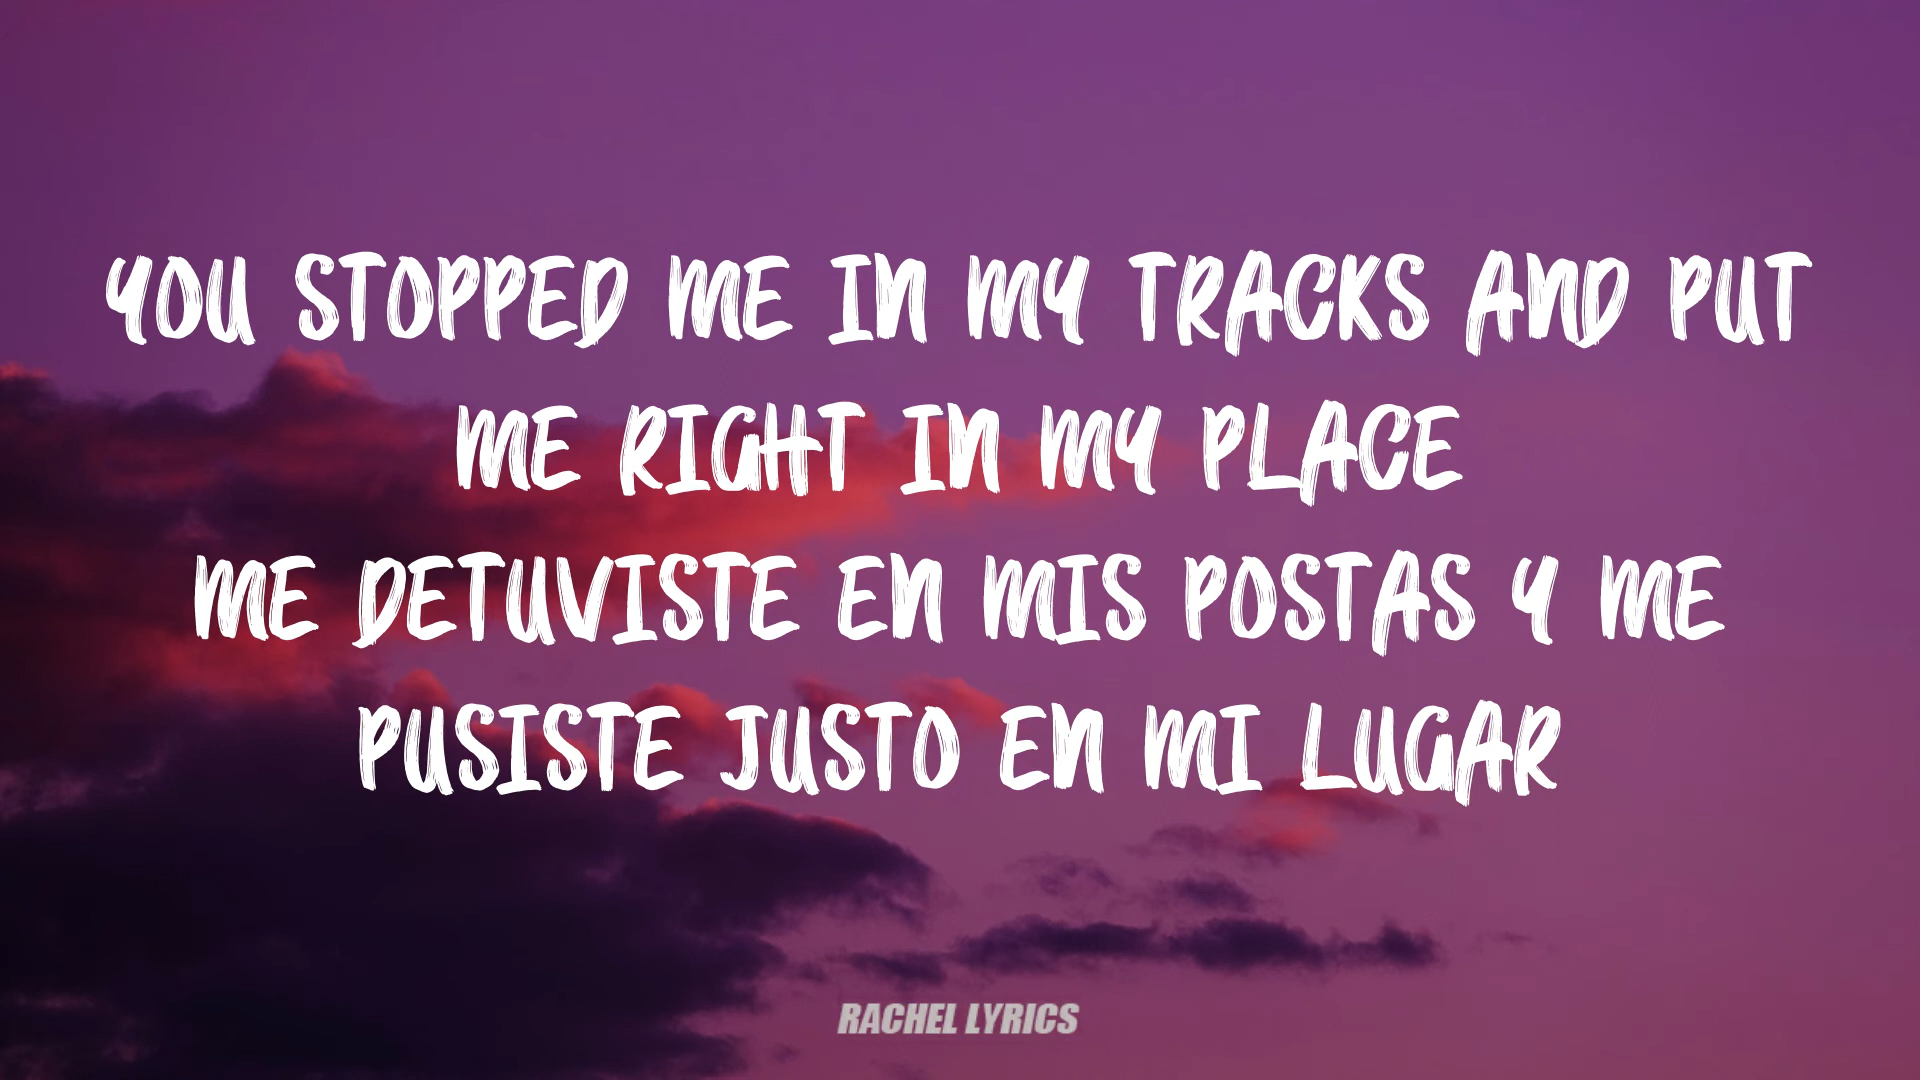 YOU STOPPED ME IN MY TRACKS AND PUT
ME RIGHT IN MY PLACE
ME DETUVISTE EN MIS POSTAS Y ME
PUSISTE JUSTO EN MI LUGAR
RACHEL LYRICS